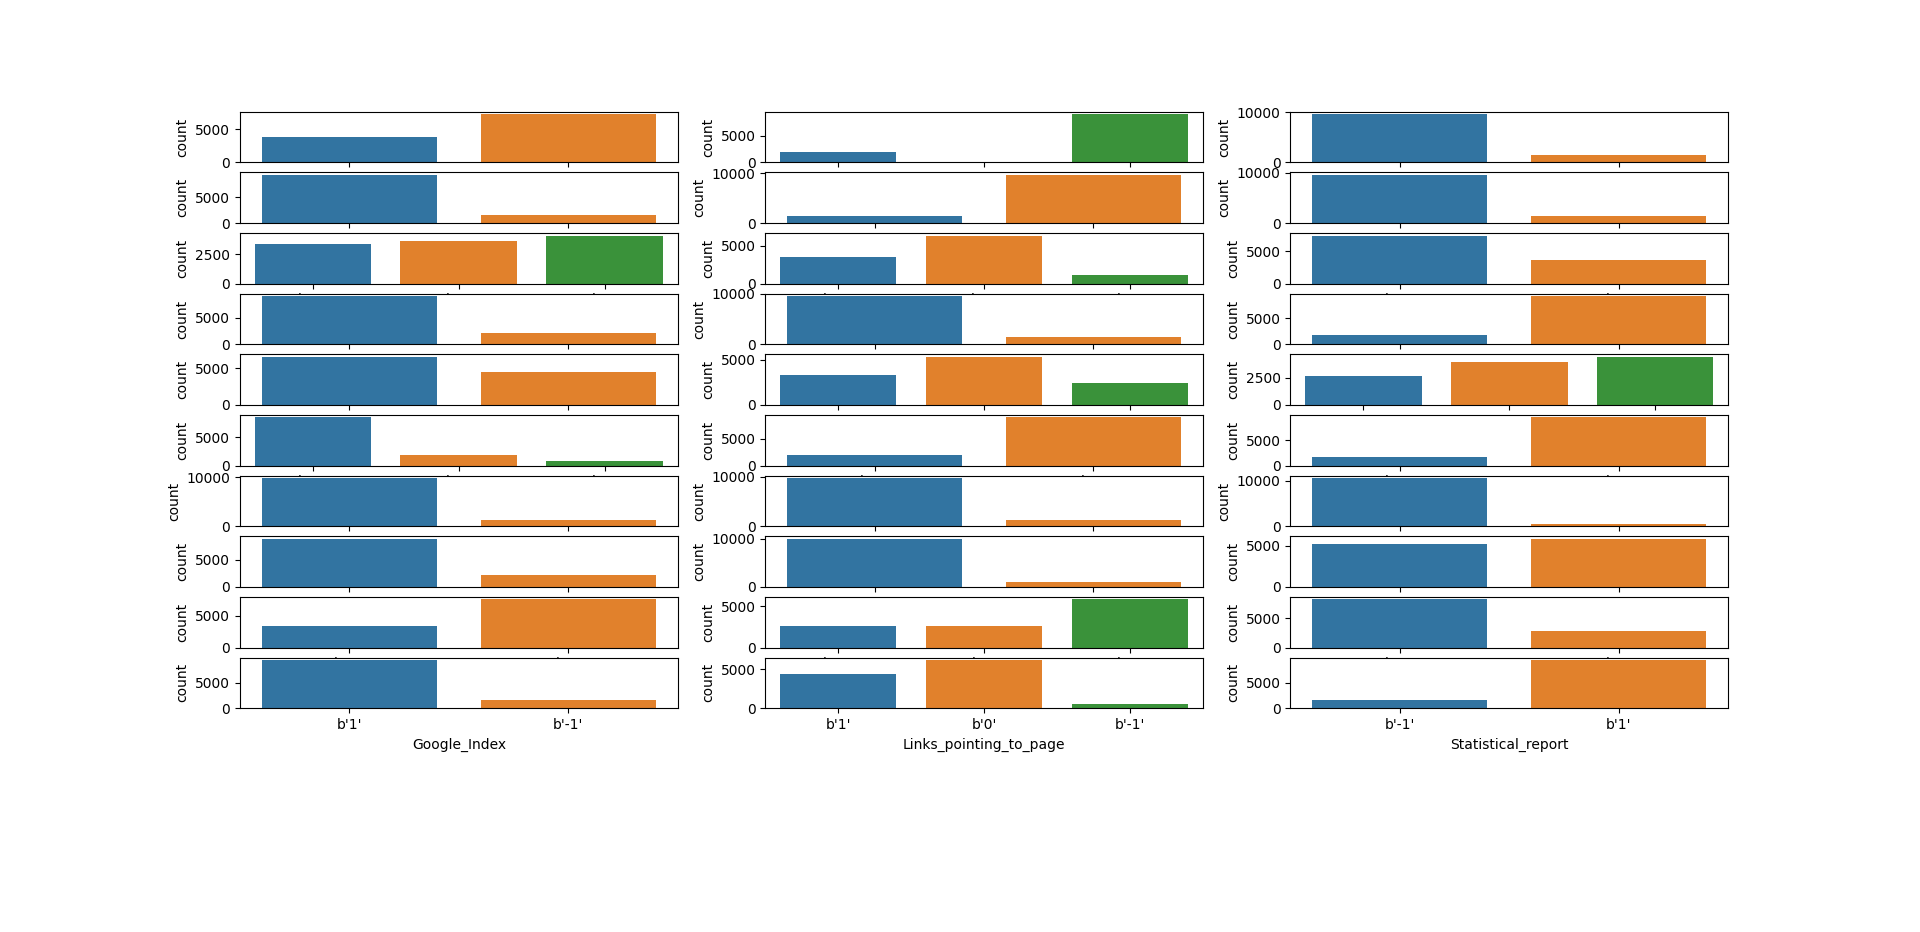 count 5000 0 count 5000 0 count 10000 0
count 5000 0 count 10000 0 count 10000 0
count 2500 0 count 5000 0 count 5000 0
count 5000 0 count 10000 0 count 5000 0
count 5000 0 count 5000 0 count 2500 0
count 5000 0 count 5000 0 count 5000 0
count 10000 0 count 10000 0 count 10000 0
count 5000 0 count 10000 0 count 5000 0
count 5000 0 count 5000 0 count 5000 0
count 5000 0 count 5000 0 count 5000 0
b'1' b'-1' b'1' b'0' b'-1' b'-1' b'1'
Google_Index Links_pointing_to_page Statistical_report